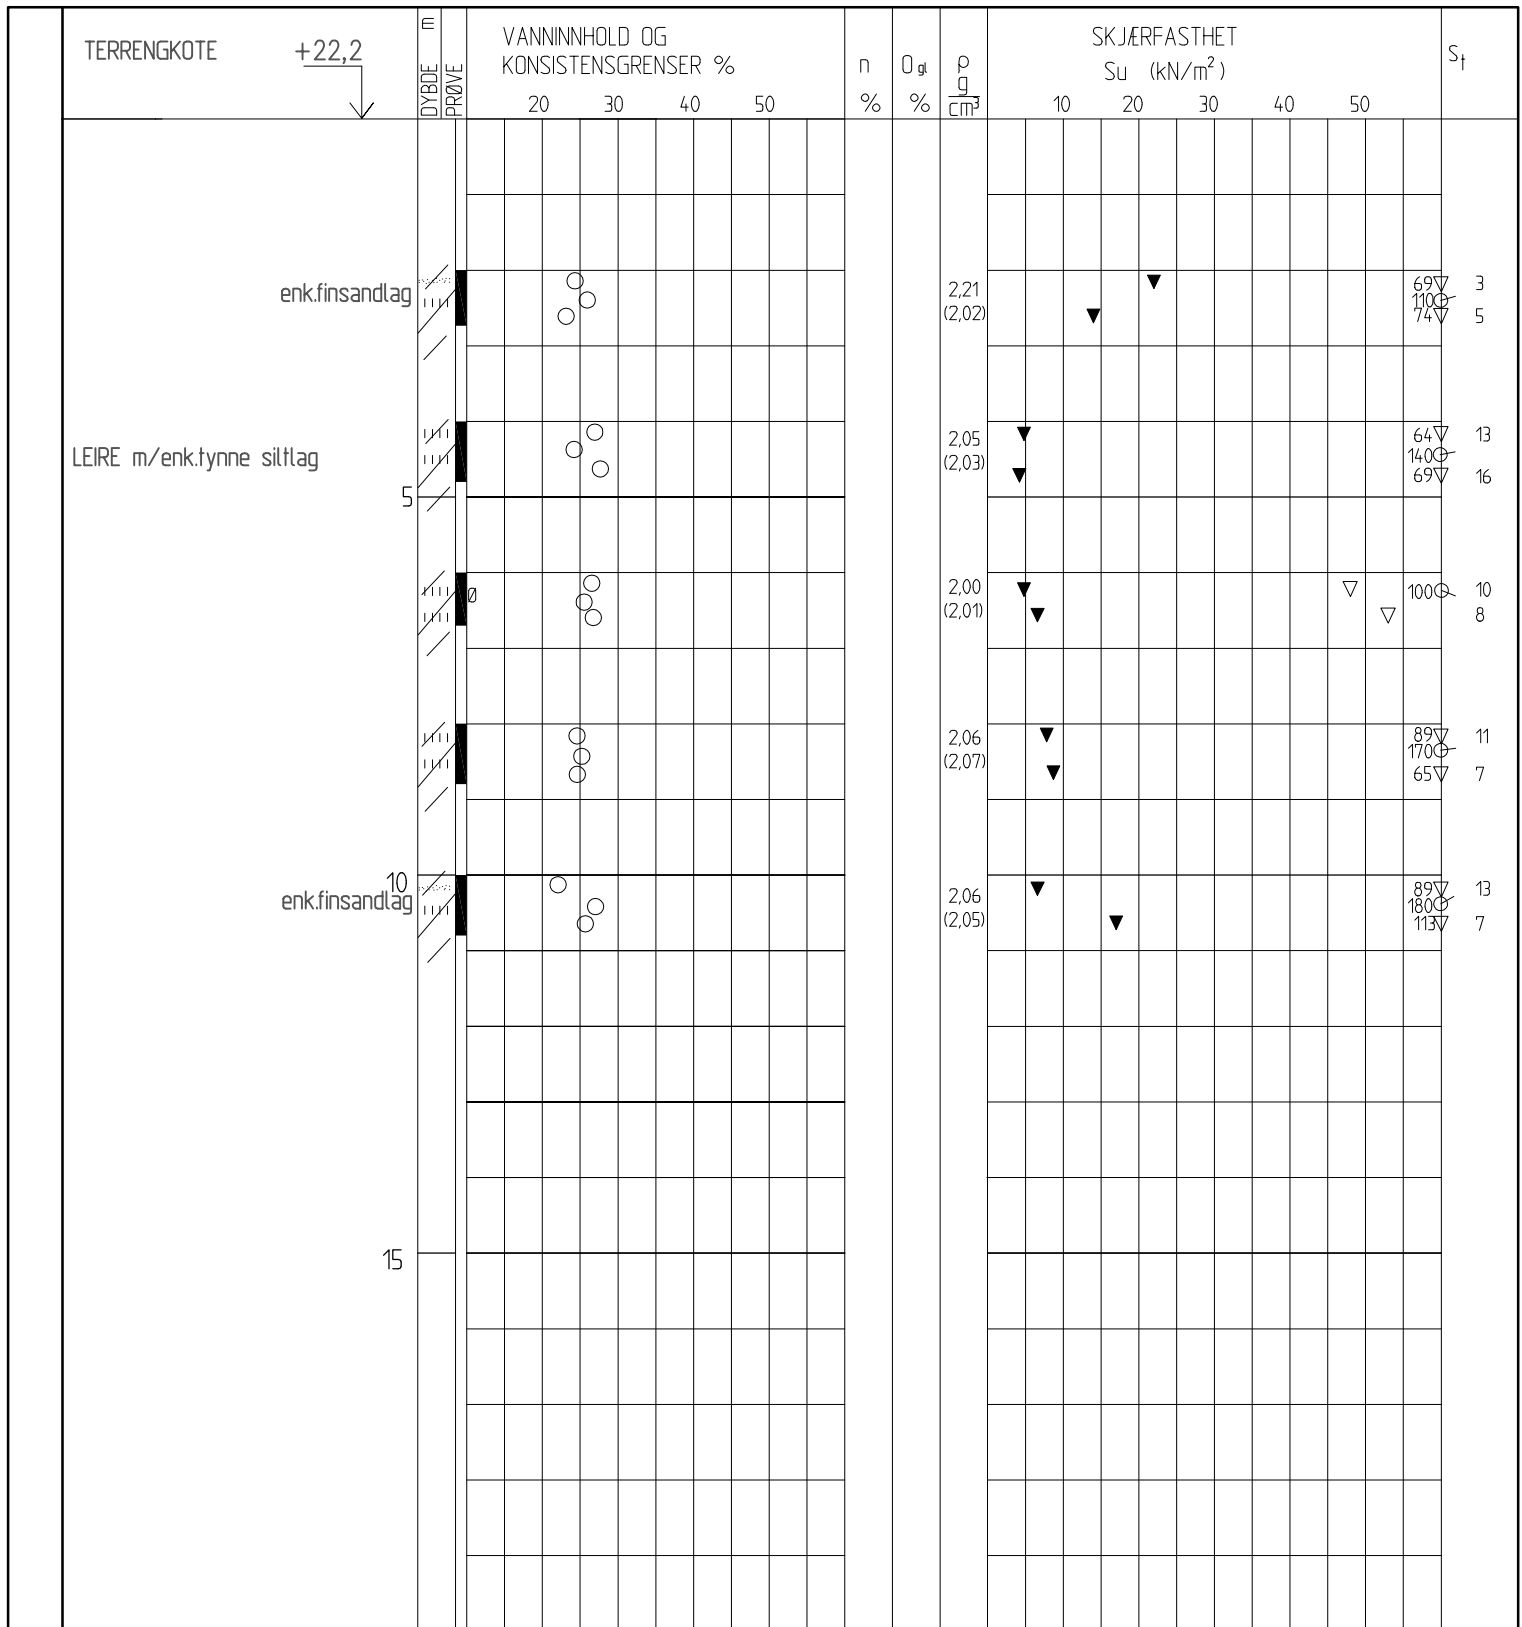 TERRENGKOTE +22,2
DYBDE m
PRØVE
VANNINNHOLD OG
KONSISTENSGRENSER %
20 30 40 50
n
%
O gl
%
ρ
g
cm³
SKJÆRFASTHET
Su (kN/m²)
10 20 30 40 50
St
enk.finsandlag
2,21
(2,02)
69 3
110
74 5
LEIRE m/enk.tynne siltlag
2,05
(2,03)
64 13
140
69 16
5
Ø
2,00
(2,01)
100 10
8
2,06
(2,07)
89 11
170
65 7
10
enk.finsandlag
2,06
(2,05)
89 13
180
113 7
15